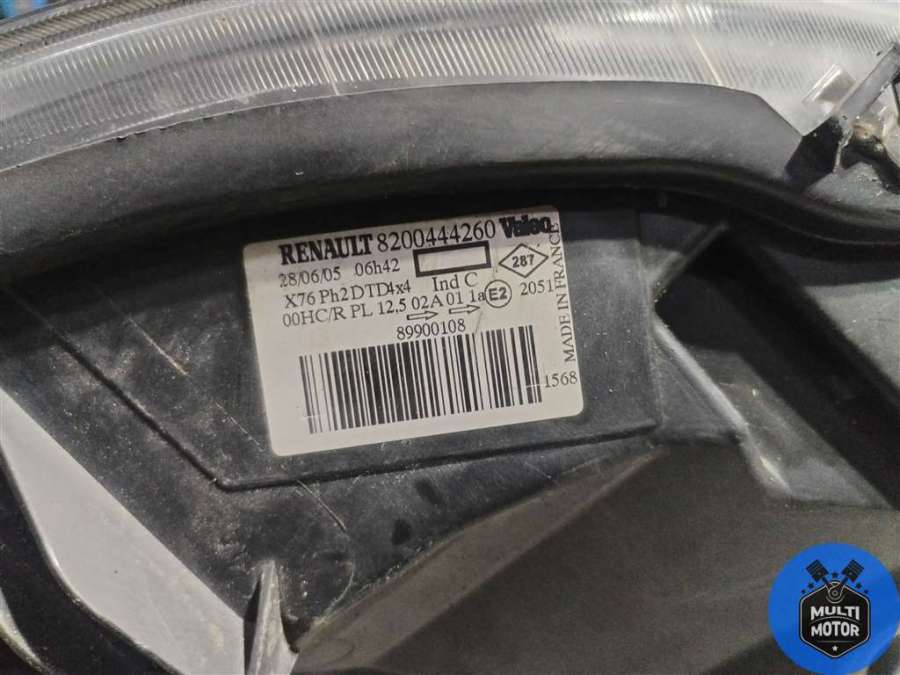 RENAULT 8200444260 Valeo
28/06/05 06h42
287
X76 Ph2 DTD4x4 Ind C
00HC/R PL 12,5 02A 01 1a E2 2051
89900108
1568
MADE IN FRANCE
MULTI
MOTOR